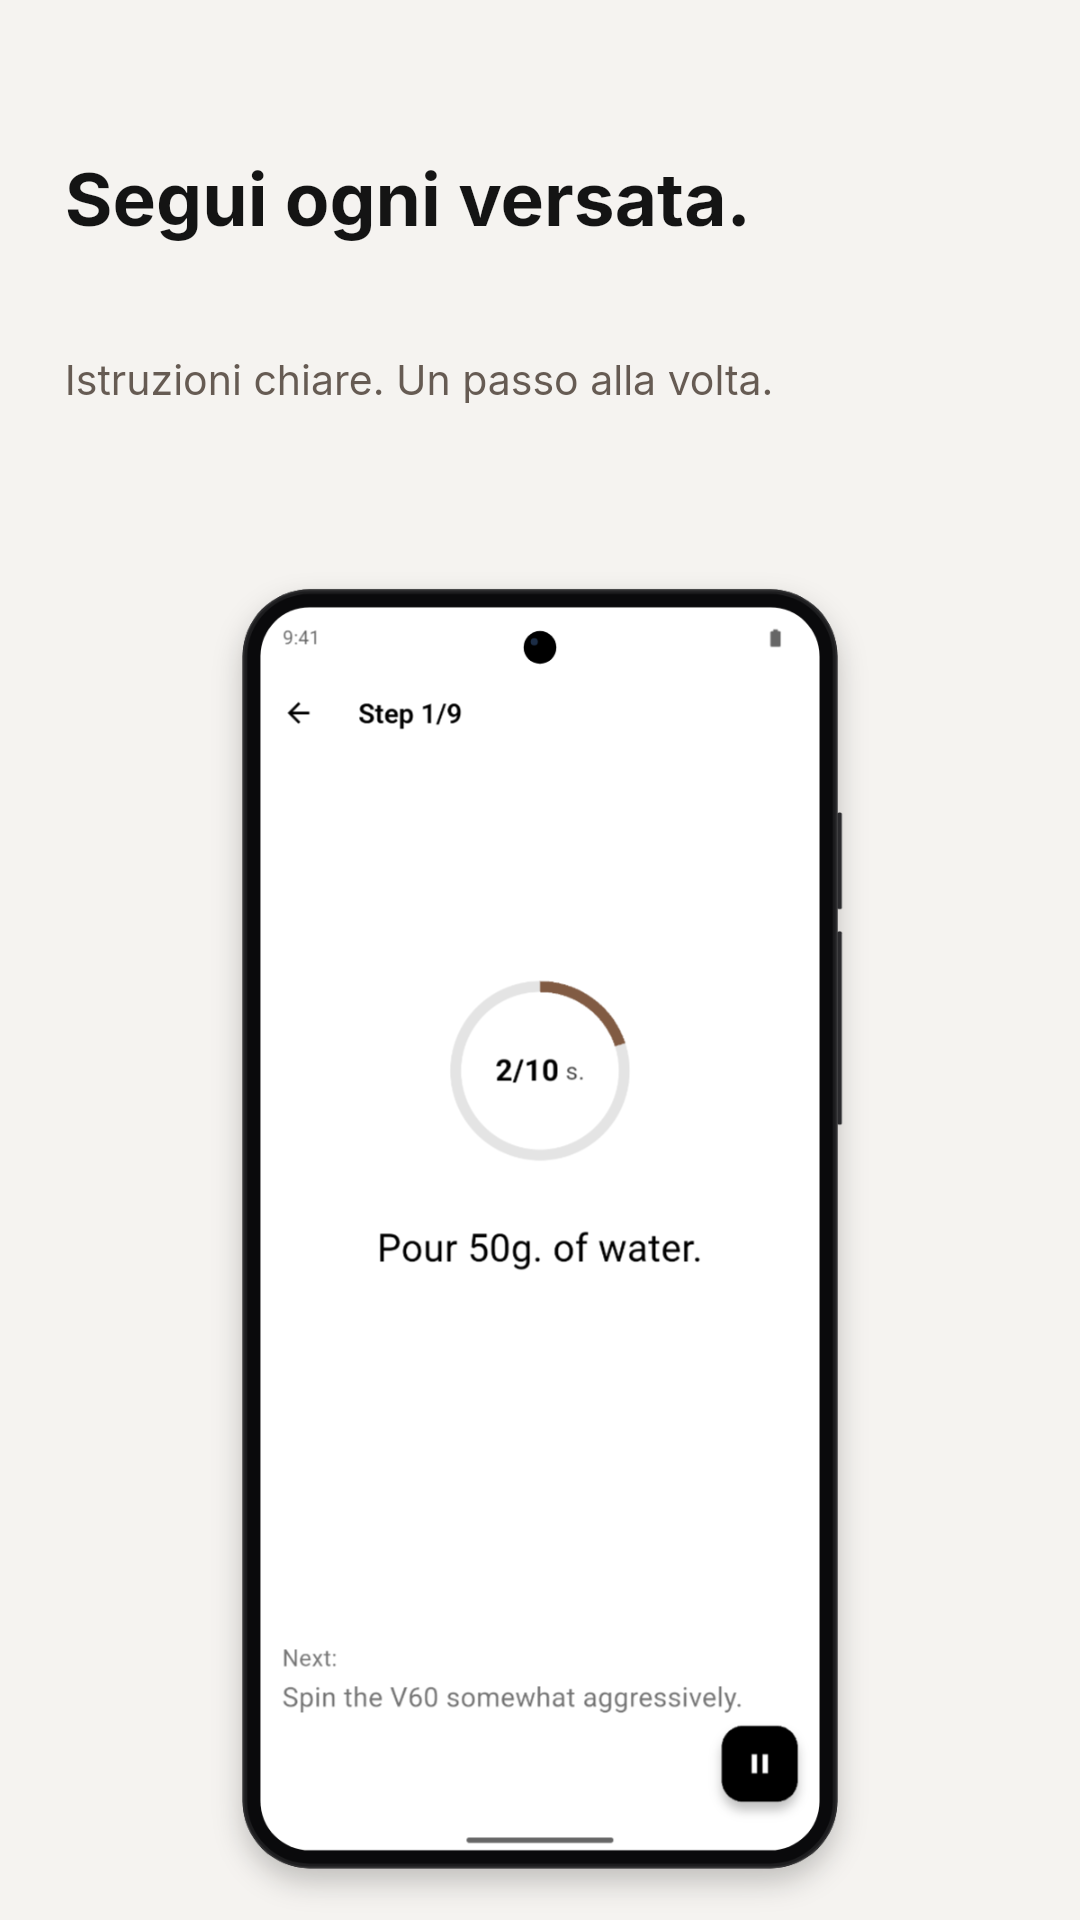 Segui ogni versata.
Istruzioni chiare. Un passo alla volta.
9:41
Step 1/9
2/10 s.
Pour 50g. of water.
Next:
Spin the V60 somewhat aggressively.